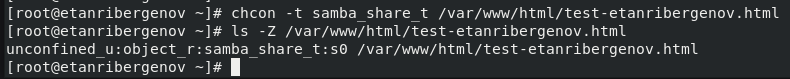 [root@etanribergenov ~]# chcon -t samba_share_t /var/www/html/test-etanribergenov.html
[root@etanribergenov ~]# ls -Z /var/www/html/test-etanribergenov.html
unconfined_u:object_r:samba_share_t:s0 /var/www/html/test-etanribergenov.html
[root@etanribergenov ~]#